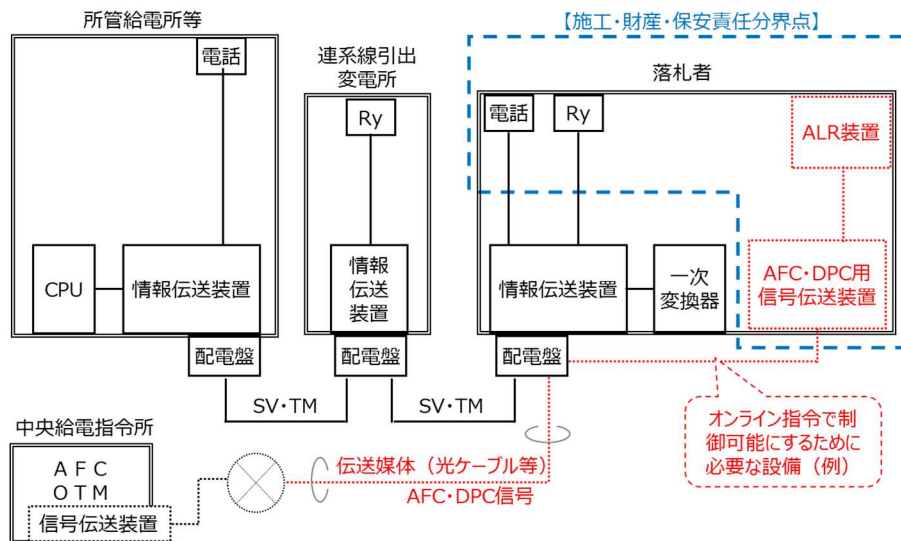 所管給電所等
電話
CPU
情報伝送装置
配電盤
連系線引出
変電所
Ry
情報
伝送
装置
配電盤
【施工・財産・保安責任分界点】
落札者
電話
Ry
ALR装置
情報伝送装置
一次
変換器
AFC・DPC用
信号伝送装置
配電盤
SV・TM
SV・TM
オンライン指令で制
御可能にするために
必要な設備（例）
中央給電指令所
ＡＦＣ
ＯＴＭ
信号伝送装置
伝送媒体（光ケーブル等）
AFC・DPC信号